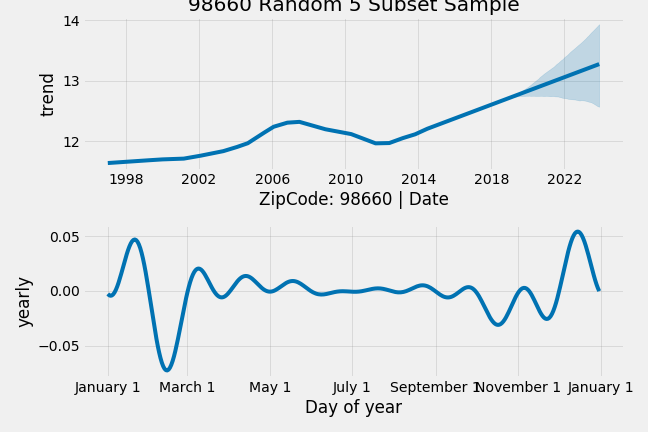 98660 Random 5 Subset Sample
14
13
12
trend
1998 2002 2006 2010 2014 2018 2022
ZipCode: 98660 | Date
0.05
0.00
−0.05
yearly
January 1 March 1 May 1 July 1 September 1 November 1 January 1
Day of year